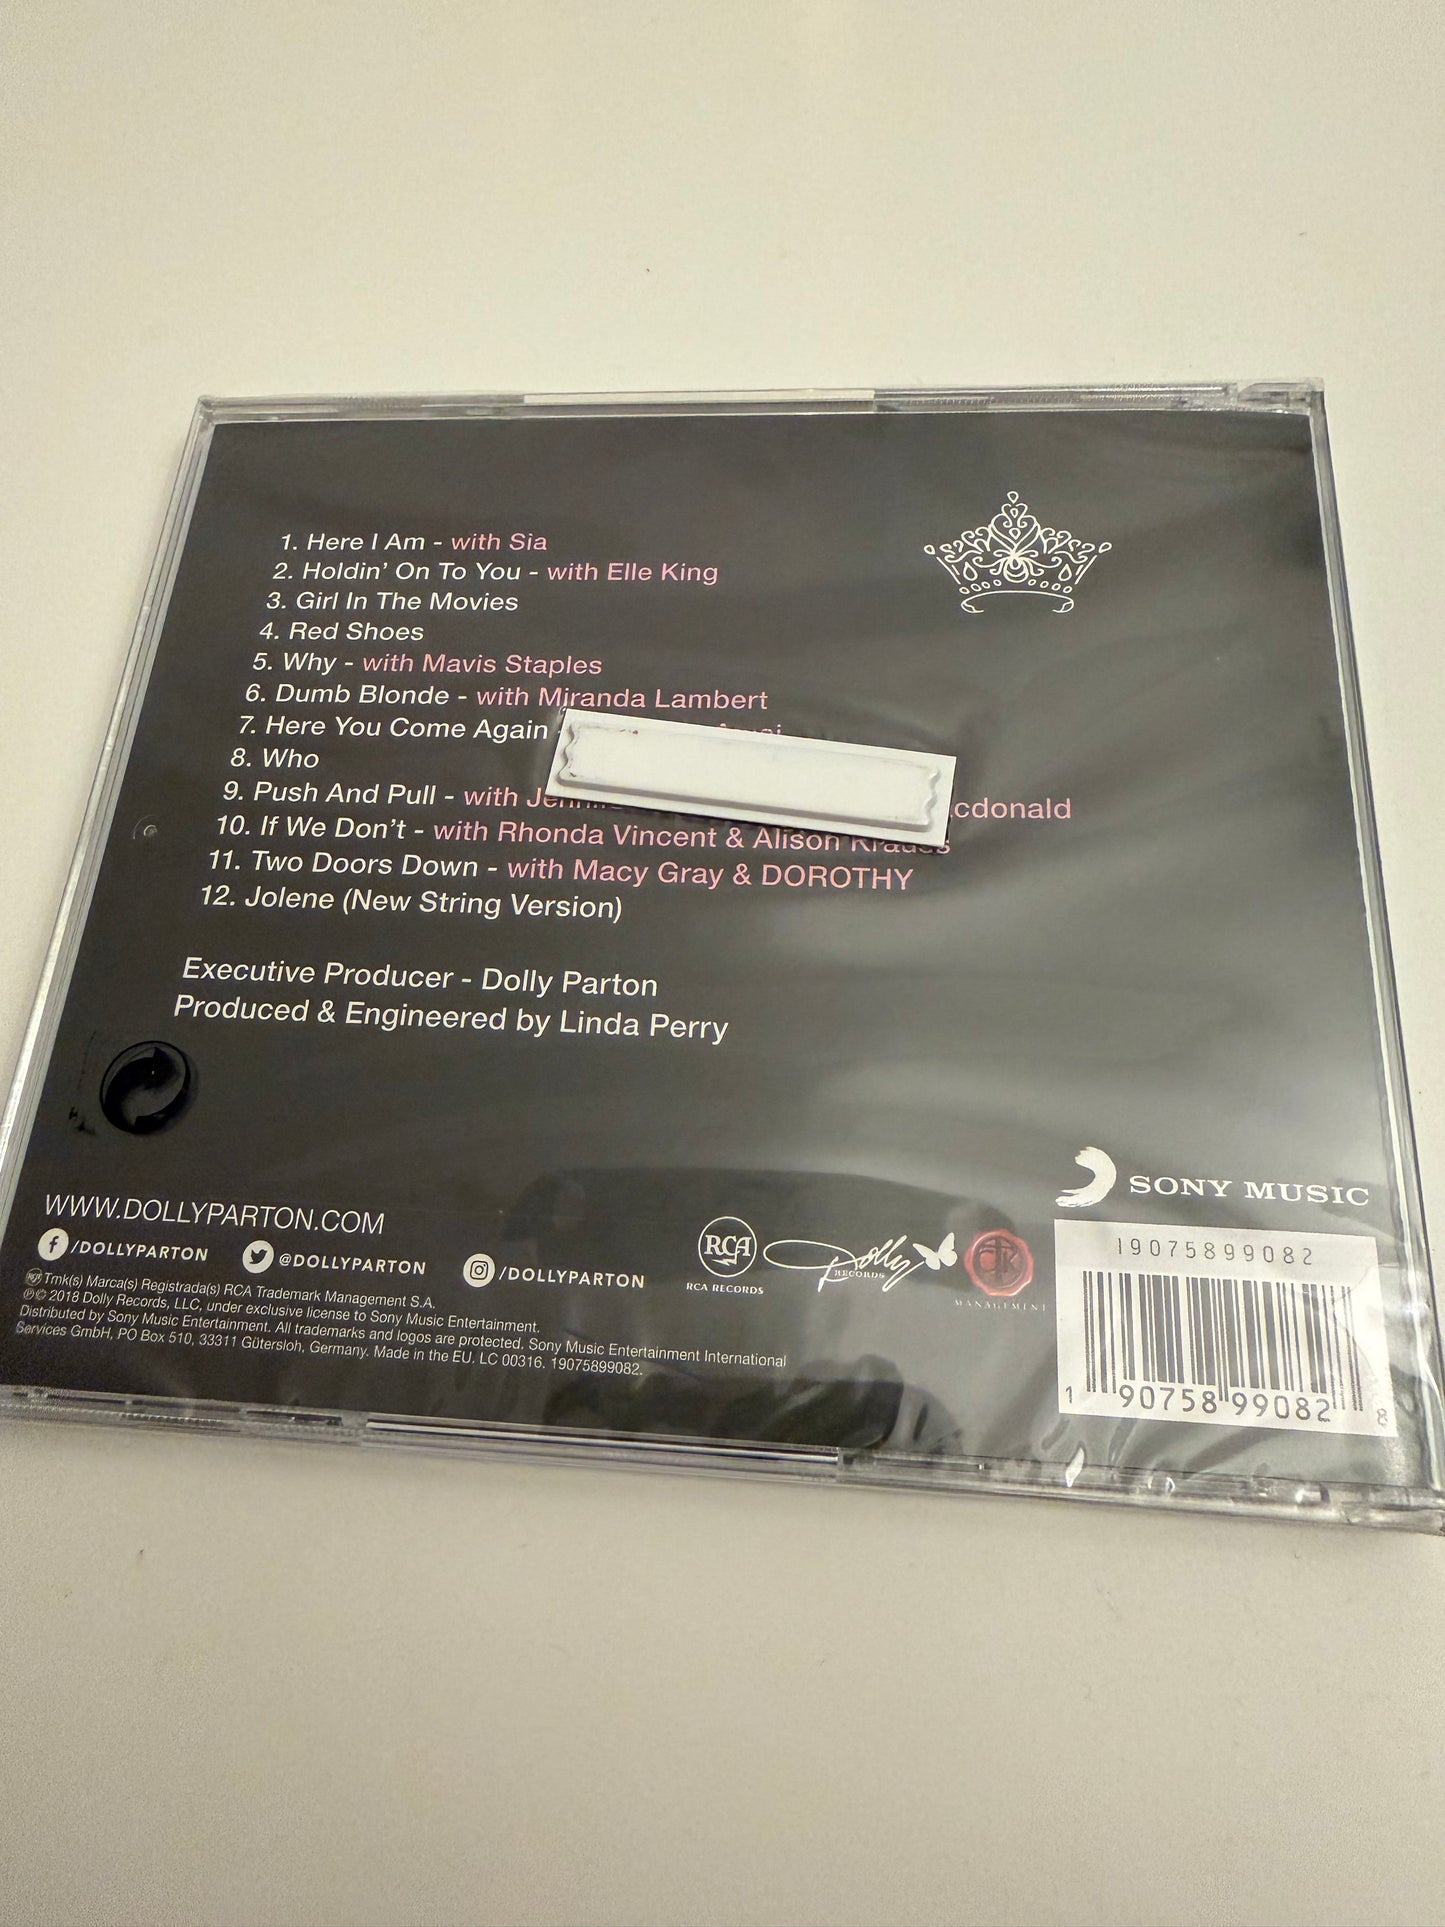 1. Here I Am - with Sia
2. Holdin' On To You - with Elle King
3. Girl In The Movies
4. Red Shoes
5. Why - with Mavis Staples
6. Dumb Blonde - with Miranda Lambert
7. Here You Come Again -
8. Who
9. Push And Pull - with
10. If We Don't - with Rhonda Vincent & Alison Krauss
11. Two Doors Down - with Macy Gray & DOROTHY
12. Jolene (New String Version)
Executive Producer - Dolly Parton
Produced & Engineered by Linda Perry
WWW.DOLLYPARTON.COM
/DOLLYPARTON @DOLLYPARTON /DOLLYPARTON
Tmk(s) Marca(s) Registrada(s) RCA Trademark Management S.A.
℗© 2018 Dolly Records, LLC, under exclusive license to Sony Music Entertainment.
Distributed by Sony Music Entertainment. All trademarks and logos are protected. Sony Music Entertainment International
Services GmbH, PO Box 510, 33311 Gütersloh, Germany. Made in the EU. LC 00316. 19075899082.
RCA
RCA RECORDS
Dolly
RECORDS
MANAGEMENT
SONY MUSIC
19075899082
1 90758 99082 8